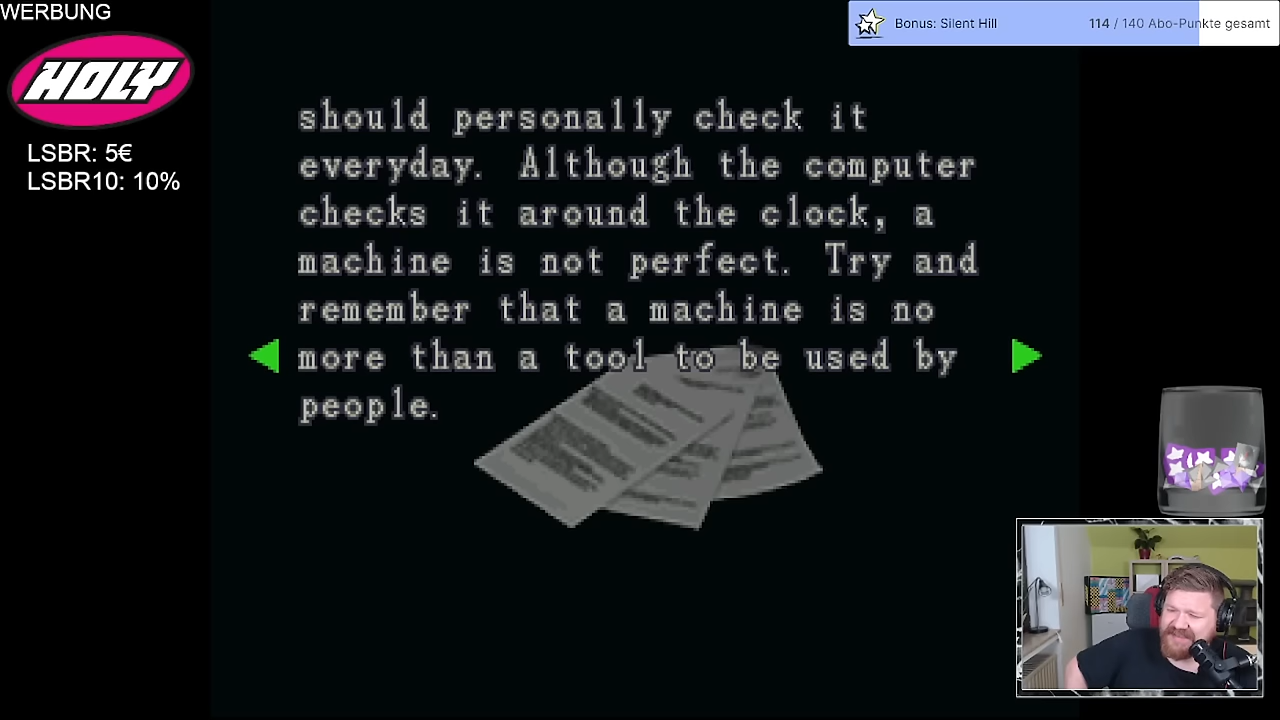 WERBUNG
HOLY
LSBR: 5€
LSBR10: 10%
Bonus: Silent Hill
114 / 140 Abo-Punkte gesamt
should personally check it
everyday. Although the computer
checks it around the clock, a
machine is not perfect. Try and
remember that a machine is no
more than a tool to be used by
people.